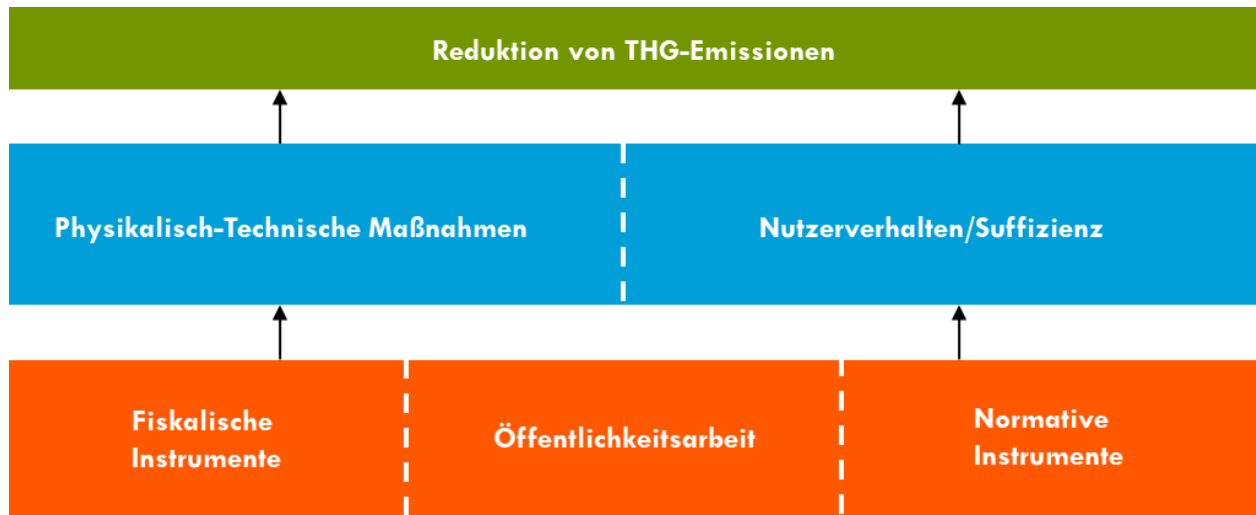 Reduktion von THG-Emissionen
Physikalisch-Technische Maßnahmen
Nutzerverhalten/Suffizienz
Fiskalische
Instrumente
Öffentlichkeitsarbeit
Normative
Instrumente